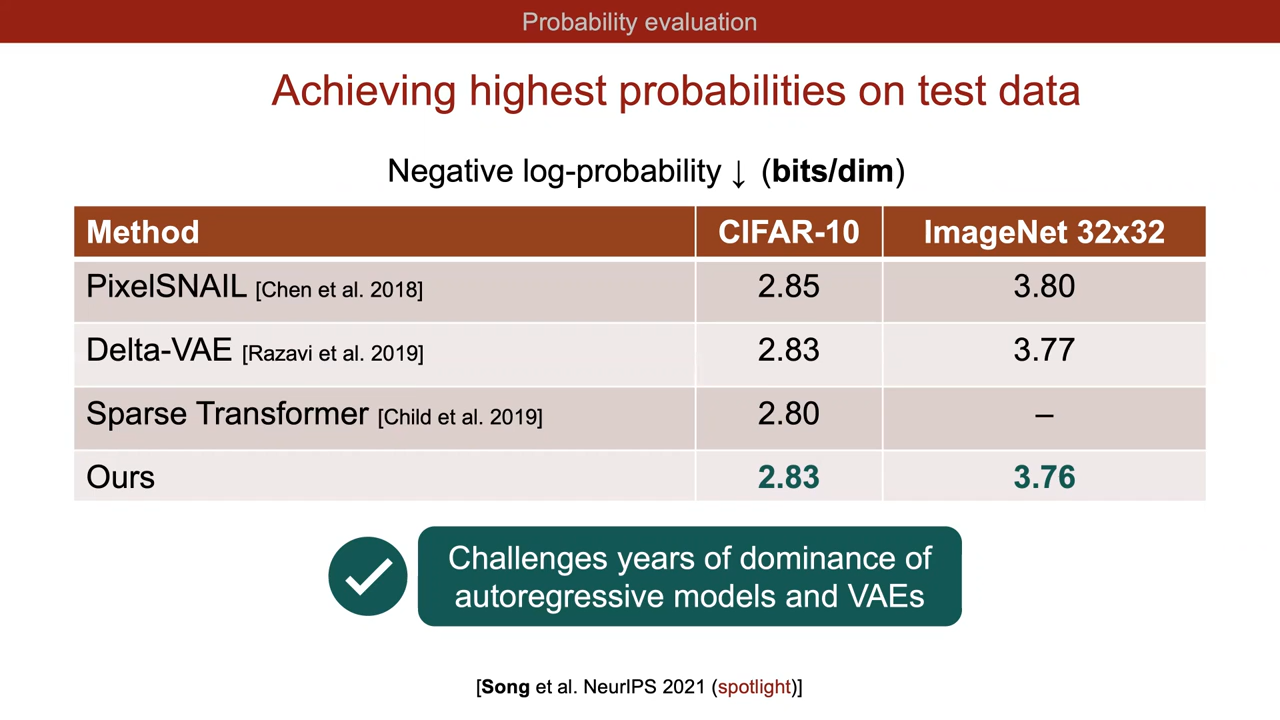 Probability evaluation
Achieving highest probabilities on test data
Negative log-probability ↓ (bits/dim)
Method CIFAR-10 ImageNet 32x32
PixelSNAIL [Chen et al. 2018] 2.85 3.80
Delta-VAE [Razavi et al. 2019] 2.83 3.77
Sparse Transformer [Child et al. 2019] 2.80 –
Ours 2.83 3.76
Challenges years of dominance of
autoregressive models and VAEs
[Song et al. NeurIPS 2021 (spotlight)]